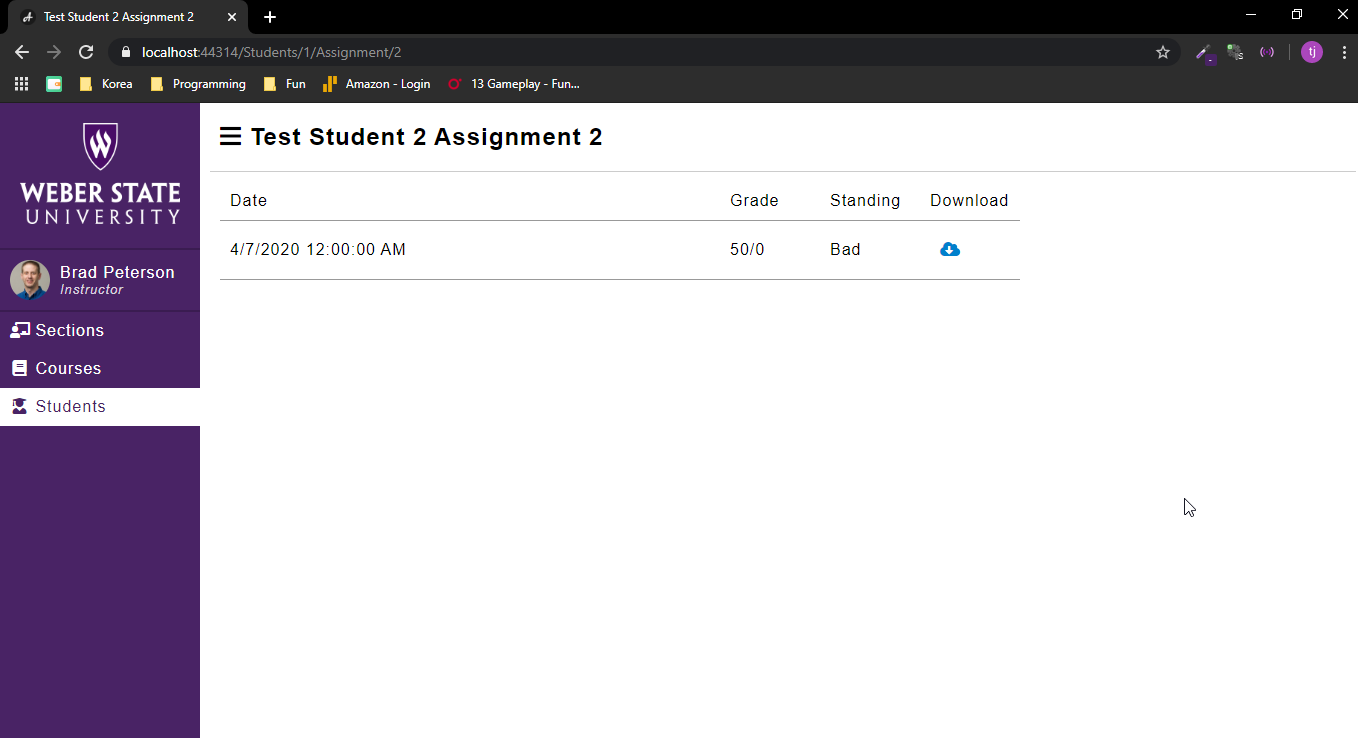 Test Student 2 Assignment 2
localhost:44314/Students/1/Assignment/2
tj
Korea
Programming
Fun
Amazon - Login
13 Gameplay - Fun...
WEBER STATE
UNIVERSITY
Brad Peterson
Instructor
Sections
Courses
Students
Test Student 2 Assignment 2
Date Grade Standing Download
4/7/2020 12:00:00 AM 50/0 Bad